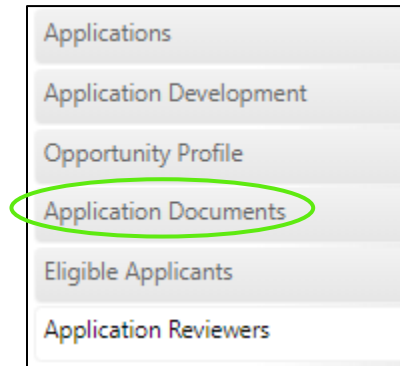 Applications
Application Development
Opportunity Profile
Application Documents
Eligible Applicants
Application Reviewers